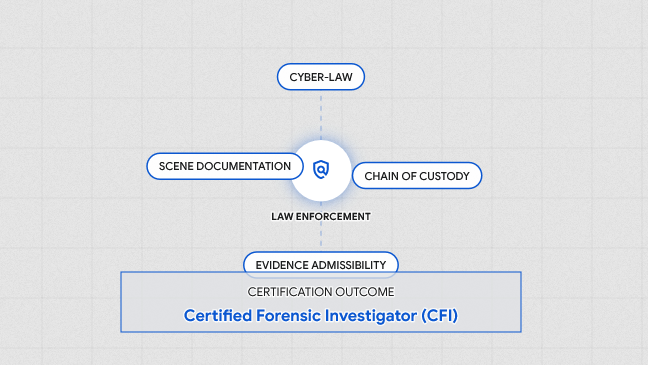 CYBER-LAW
SCENE DOCUMENTATION
CHAIN OF CUSTODY
LAW ENFORCEMENT
EVIDENCE ADMISSIBILITY
CERTIFICATION OUTCOME
Certified Forensic Investigator (CFI)